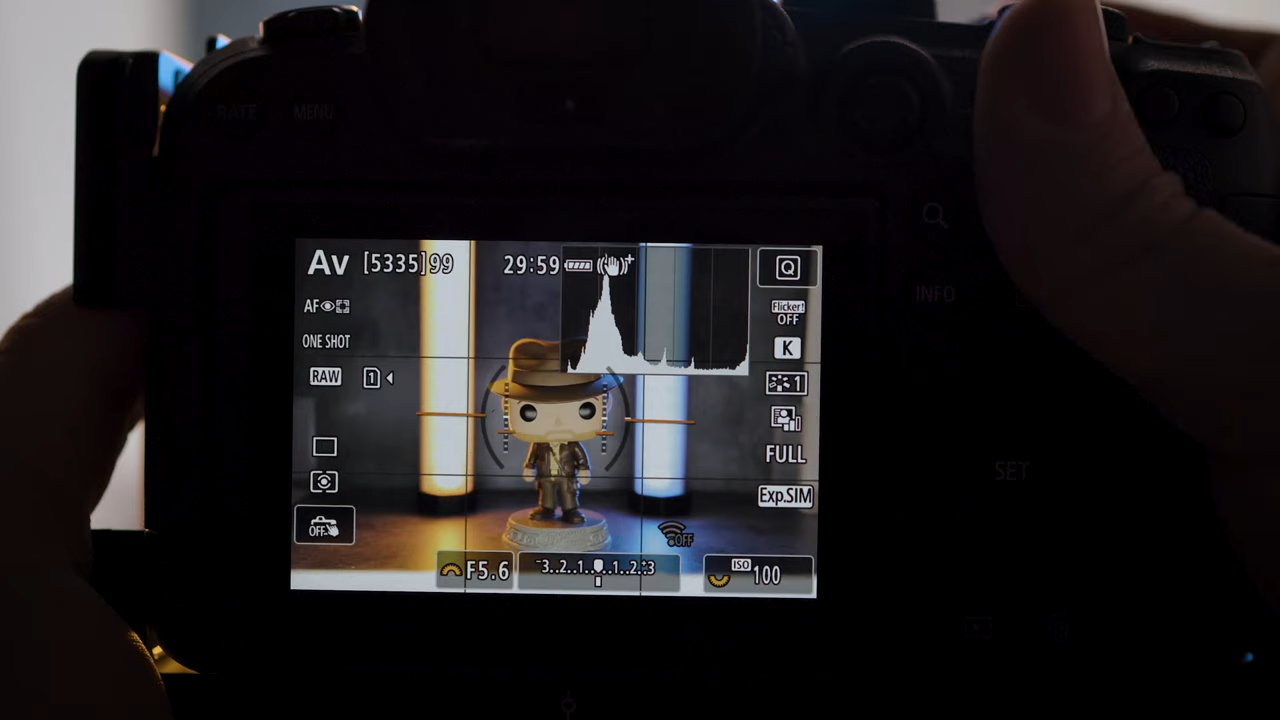 RATE MENU
Av [5335]99 29:59
Q
AF
Flicker!
OFF
ONE SHOT
K
RAW 1
1
FULL
Exp.SIM
OFF
OFF
F5.6 -3..2..1..0..1..2..+3 ISO 100
INFO
SET